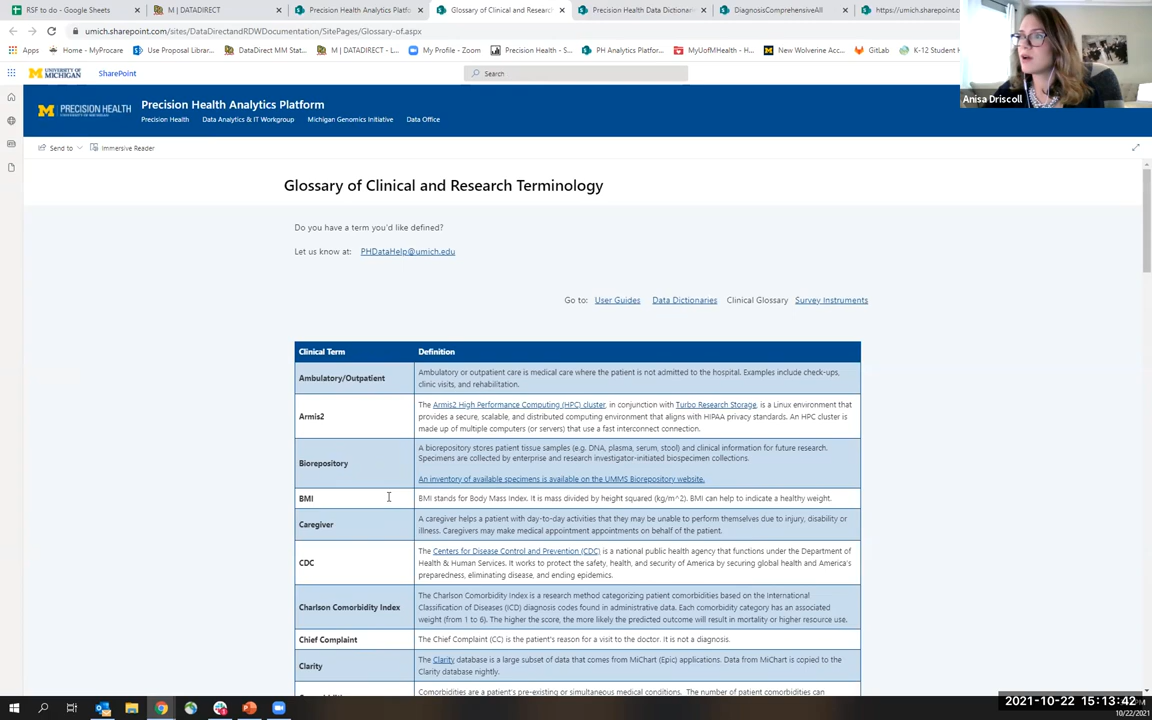 RSF to do - Google Sheets
M | DATADIRECT
Precision Health Analytics Platfo
Glossary of Clinical and Researc
Precision Health Data Dictionari
DiagnosisComprehensiveAll
https://umich.sharepoint.co
umich.sharepoint.com/sites/DataDirectandRDWDocumentation/SitePages/Glossary-of.aspx
Apps
Home - MyProcare
Use Proposal Librar...
DataDirect MM Stat...
M | DATADIRECT - L...
My Profile - Zoom
Precision Health - S...
PH Analytics Platfor...
MyUofMHealth - H...
New Wolverine Acc...
GitLab
K-12 Student
UNIVERSITY OF MICHIGAN
SharePoint
Search
Anisa Driscoll
PRECISION HEALTH
UNIVERSITY OF MICHIGAN
Precision Health Analytics Platform
Precision Health
Data Analytics & IT Workgroup
Michigan Genomics Initiative
Data Office
Send to
Immersive Reader
Glossary of Clinical and Research Terminology
Do you have a term you'd like defined?
Let us know at: PHDataHelp@umich.edu
Go to: User Guides Data Dictionaries Clinical Glossary Survey Instruments
Clinical Term Definition
Ambulatory/Outpatient
Ambulatory or outpatient care is medical care where the patient is not admitted to the hospital. Examples include check-ups,
clinic visits, and rehabilitation.
Armis2
The Armis2 High Performance Computing (HPC) cluster, in conjunction with Turbo Research Storage, is a Linux environment that
provides a secure, scalable, and distributed computing environment that aligns with HIPAA privacy standards. An HPC cluster is
made up of multiple computers (or servers) that use a fast interconnect connection.
Biorepository
A biorepository stores patient tissue samples (e.g. DNA, plasma, serum, stool) and clinical information for future research.
Specimens are collected by enterprise and research investigator-initiated biospecimen collections.
An inventory of available specimens is available on the UMMS Biorepository website.
BMI
BMI stands for Body Mass Index. It is mass divided by height squared (kg/m^2). BMI can help to indicate a healthy weight.
Caregiver
A caregiver helps a patient with day-to-day activities that they may be unable to perform themselves due to injury, disability or
illness. Caregivers may make medical appointment appointments on behalf of the patient.
CDC
The Centers for Disease Control and Prevention (CDC) is a national public health agency that functions under the Department of
Health & Human Services. It works to protect the safety, health, and security of America by securing global health and America's
preparedness, eliminating disease, and ending epidemics.
Charlson Comorbidity Index
The Charlson Comorbidity Index is a research method categorizing patient comorbidities based on the International
Classification of Diseases (ICD) diagnosis codes found in administrative data. Each comorbidity category has an associated
weight (from 1 to 6). The higher the score, the more likely the predicted outcome will result in mortality or higher resource use.
Chief Complaint
The Chief Complaint (CC) is the patient's reason for a visit to the doctor. It is not a diagnosis.
Clarity
The Clarity database is a large subset of data that comes from MiChart (Epic) applications. Data from MiChart is copied to the
Clarity database nightly.
Comorbidities are a patient's pre-existing or simultaneous medical conditions. The number of patient comorbidities can
2021-10-22 15:13:42
10/22/2021